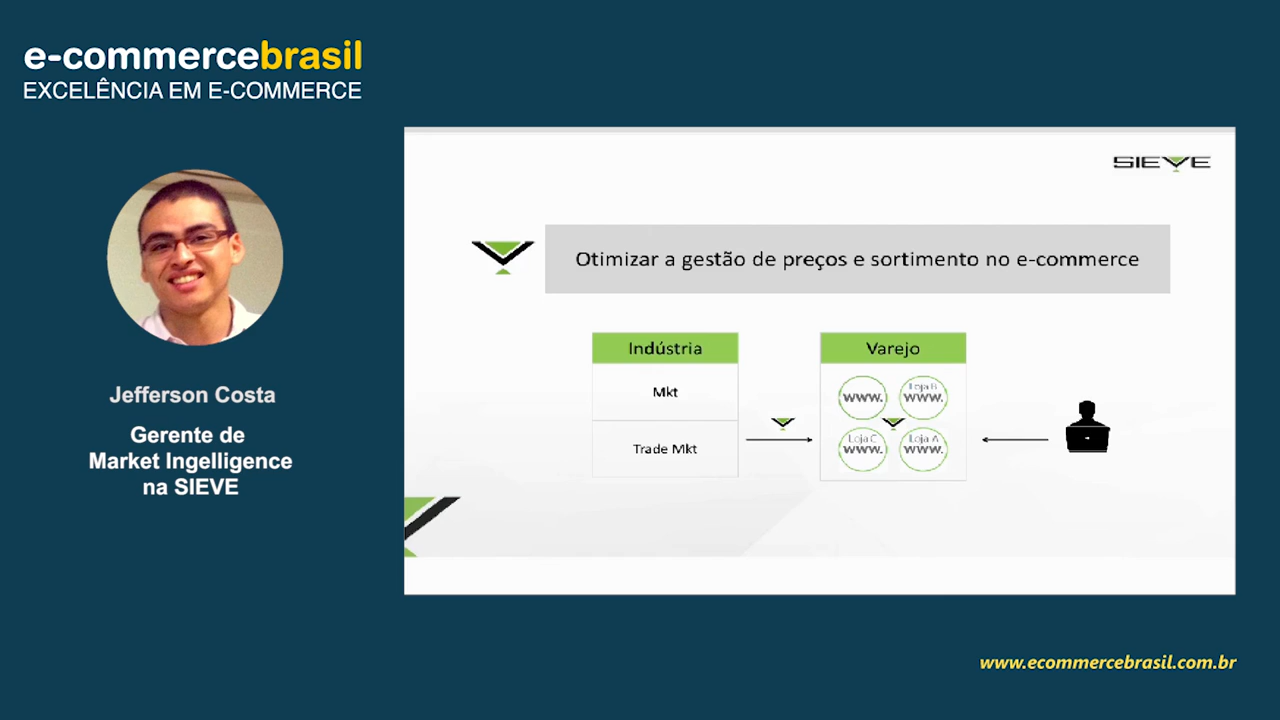 e-commercebrasil
EXCELÊNCIA EM E-COMMERCE
Jefferson Costa
Gerente de
Market Ingelligence
na SIEVE
SIEVE
Otimizar a gestão de preços e sortimento no e-commerce
Indústria
Mkt
Trade Mkt
Varejo
www.
Loja B
www.
Loja C
www.
Loja A
www.
www.ecommercebrasil.com.br